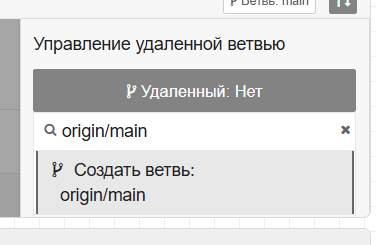 Ветвь: main
Управление удаленной ветвью
Удаленный: Нет
origin/main
Создать ветвь:
origin/main